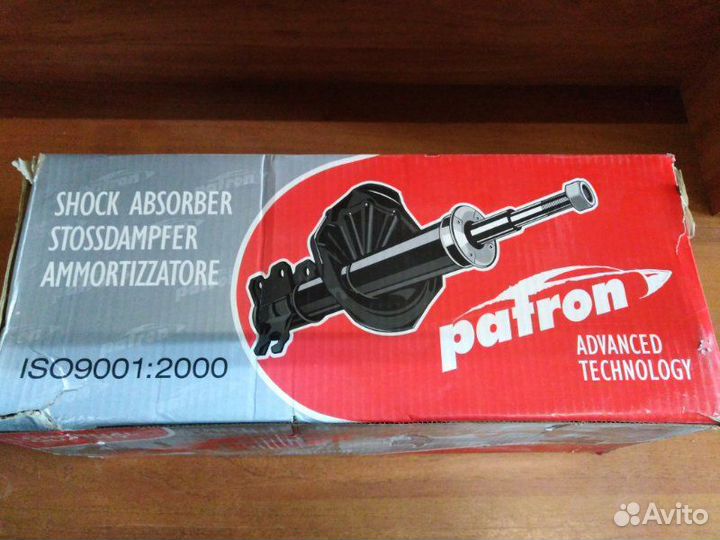 SHOCK ABSORBER
STOSSDAMPFER
AMMORTIZZATORE
ISO9001:2000
patron
ADVANCED
TECHNOLOGY
Avito